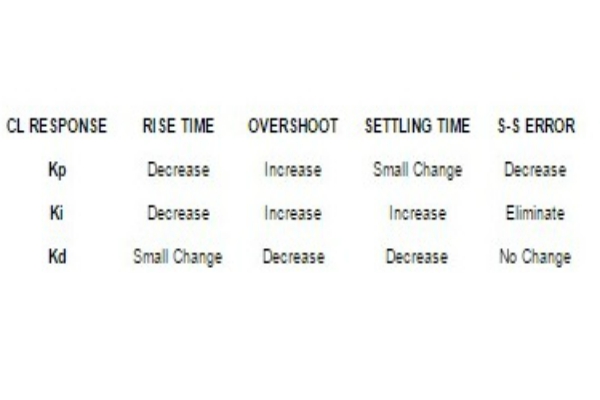 CL RESPONSE RISE TIME OVERSHOOT SETTLING TIME S-S ERROR
Kp Decrease Increase Small Change Decrease
Ki Decrease Increase Increase Eliminate
Kd Small Change Decrease Decrease No Change